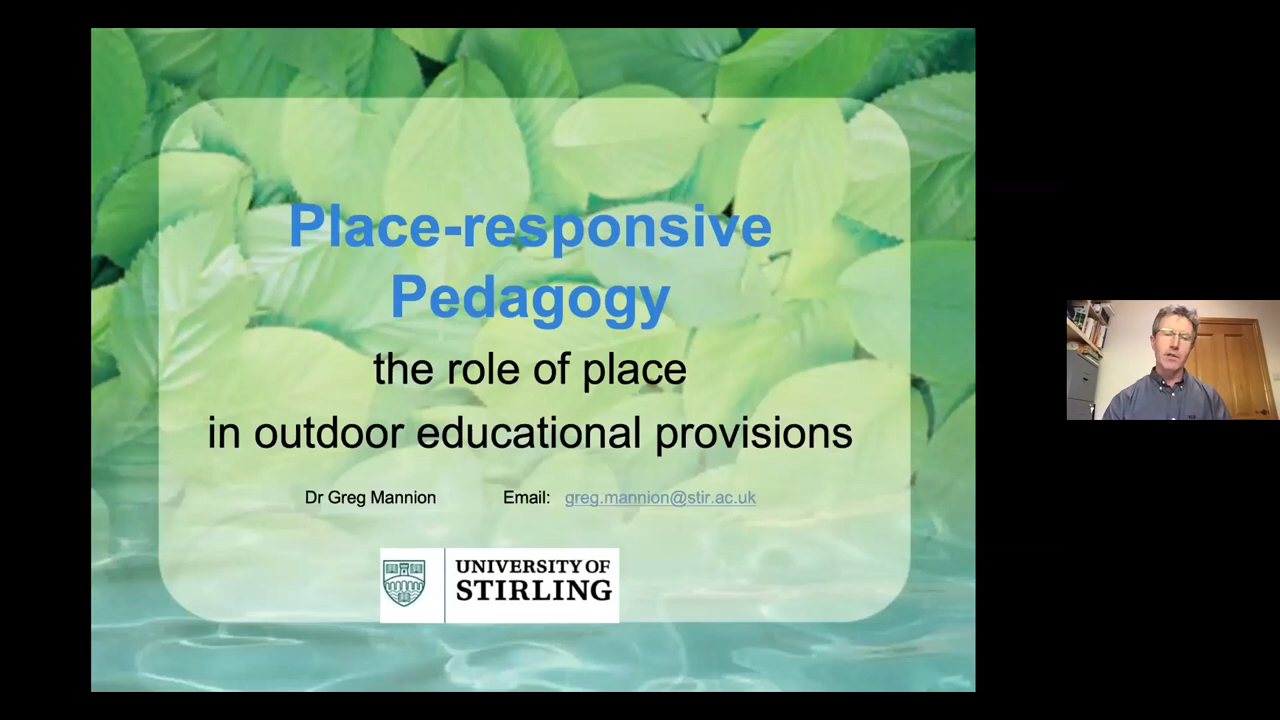 Place-responsive
Pedagogy
the role of place
in outdoor educational provisions
Dr Greg Mannion Email: greg.mannion@stir.ac.uk
UNIVERSITY OF
STIRLING